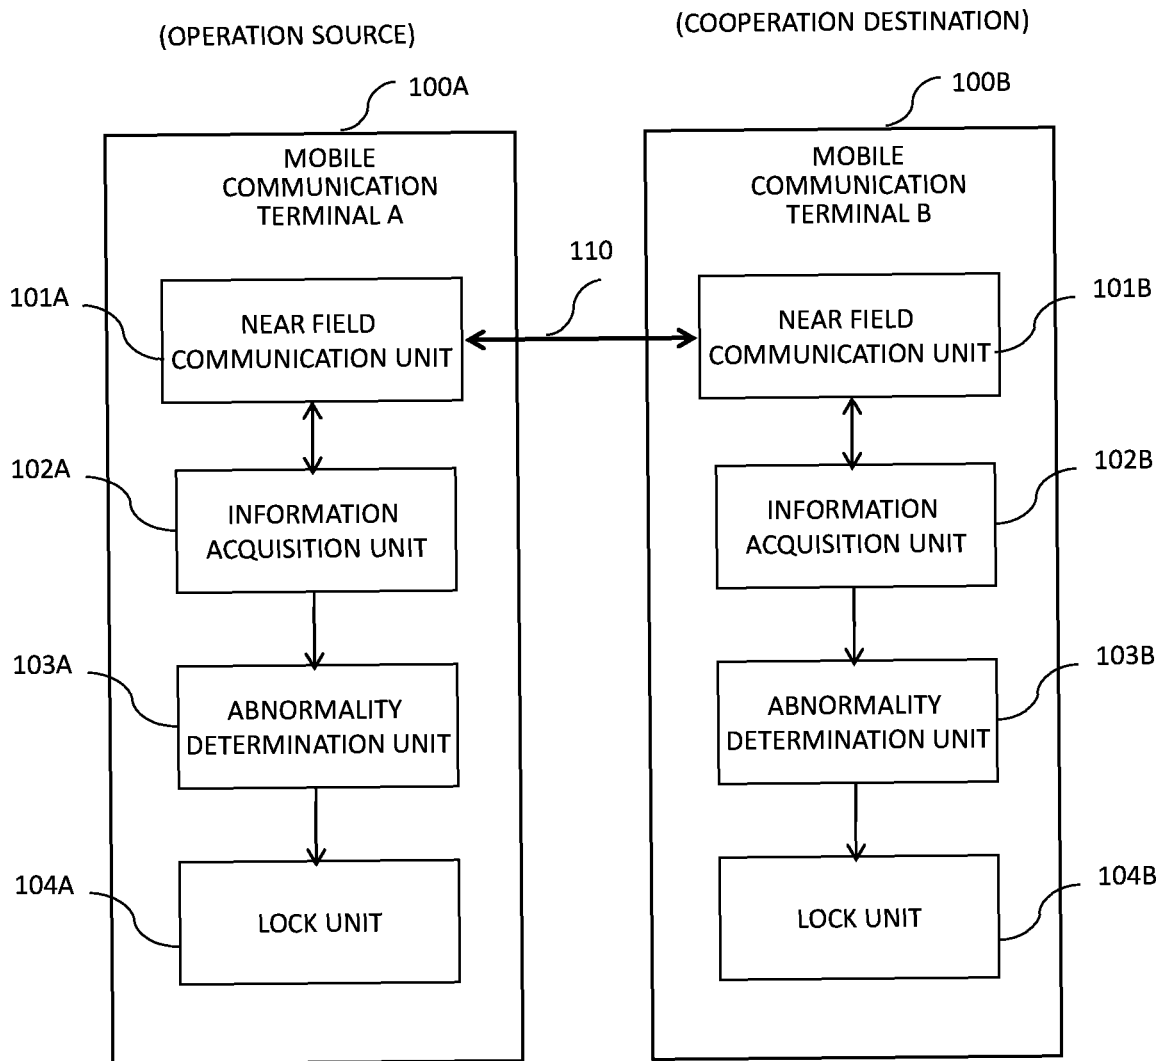 (OPERATION SOURCE)
(COOPERATION DESTINATION)
100A
100B
MOBILE
COMMUNICATION
TERMINAL A
MOBILE
COMMUNICATION
TERMINAL B
110
101A
NEAR FIELD
COMMUNICATION UNIT
NEAR FIELD
COMMUNICATION UNIT
101B
102A
INFORMATION
ACQUISITION UNIT
INFORMATION
ACQUISITION UNIT
102B
103A
ABNORMALITY
DETERMINATION UNIT
ABNORMALITY
DETERMINATION UNIT
103B
104A
LOCK UNIT
LOCK UNIT
104B